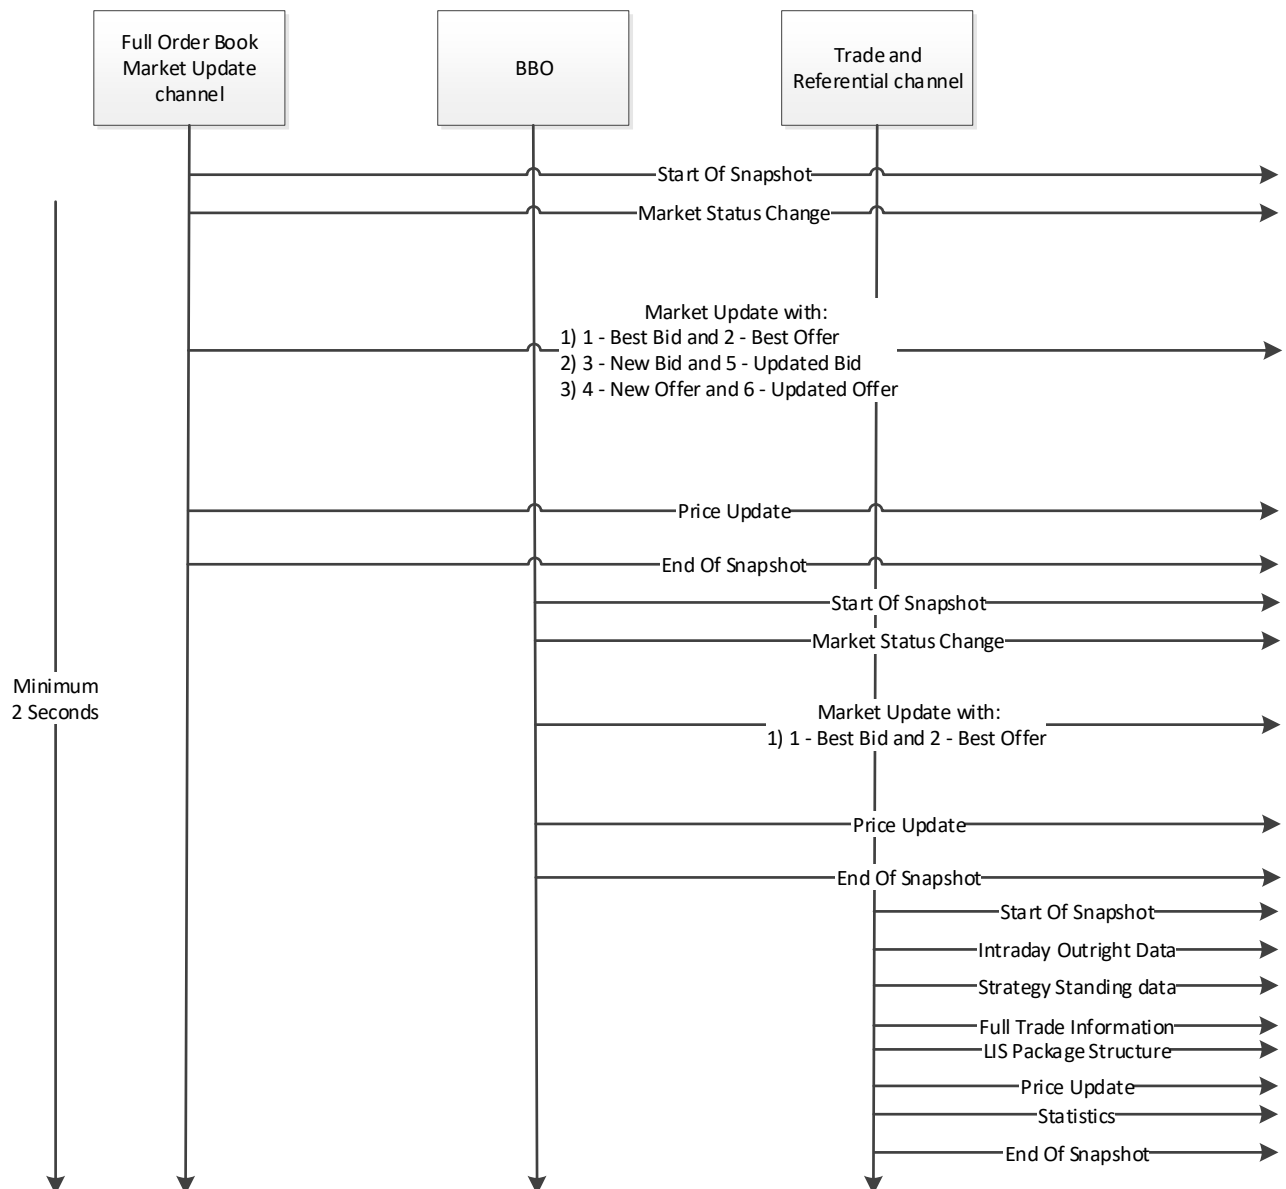 Full Order Book
Market Update
channel
BBO
Trade and
Referential channel
Start Of Snapshot
Market Status Change
Market Update with:
1) 1 - Best Bid and 2 - Best Offer
2) 3 - New Bid and 5 - Updated Bid
3) 4 - New Offer and 6 - Updated Offer
Price Update
End Of Snapshot
Start Of Snapshot
Market Status Change
Minimum
2 Seconds
Market Update with:
1) 1 - Best Bid and 2 - Best Offer
Price Update
End Of Snapshot
Start Of Snapshot
Intraday Outright Data
Strategy Standing data
Full Trade Information
LIS Package Structure
Price Update
Statistics
End Of Snapshot